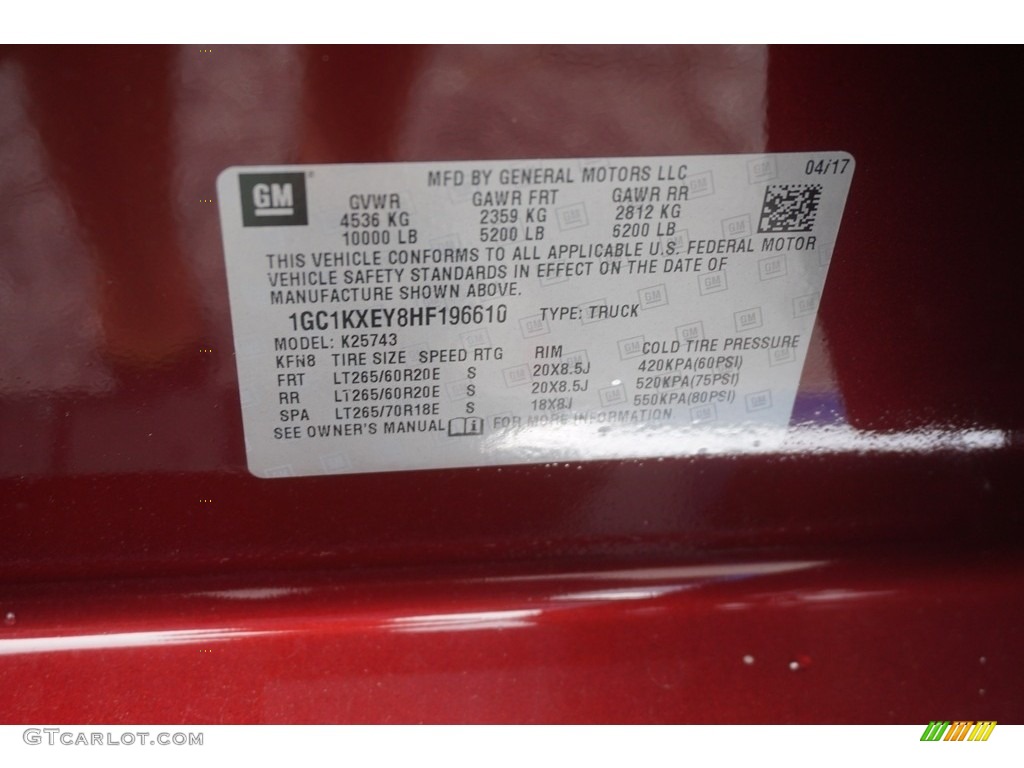 MFD BY GENERAL MOTORS LLC 04/17
GM GVWR GAWR FRT GAWR RR
4536 KG 2359 KG 2812 KG
10000 LB 5200 LB 6200 LB
THIS VEHICLE CONFORMS TO ALL APPLICABLE U.S. FEDERAL MOTOR
VEHICLE SAFETY STANDARDS IN EFFECT ON THE DATE OF
MANUFACTURE SHOWN ABOVE.
1GC1KXEY8HF196610 TYPE: TRUCK
MODEL: K25743
KFN8 TIRE SIZE SPEED RTG RIM COLD TIRE PRESSURE
FRT LT265/60R20E S 20X8.5J 420KPA(60PSI)
RR LT265/60R20E S 20X8.5J 520KPA(75PSI)
SPA LT265/70R18E S 18X8J 550KPA(80PSI)
SEE OWNER'S MANUAL FOR MORE INFORMATION.
GTCARLOT.COM